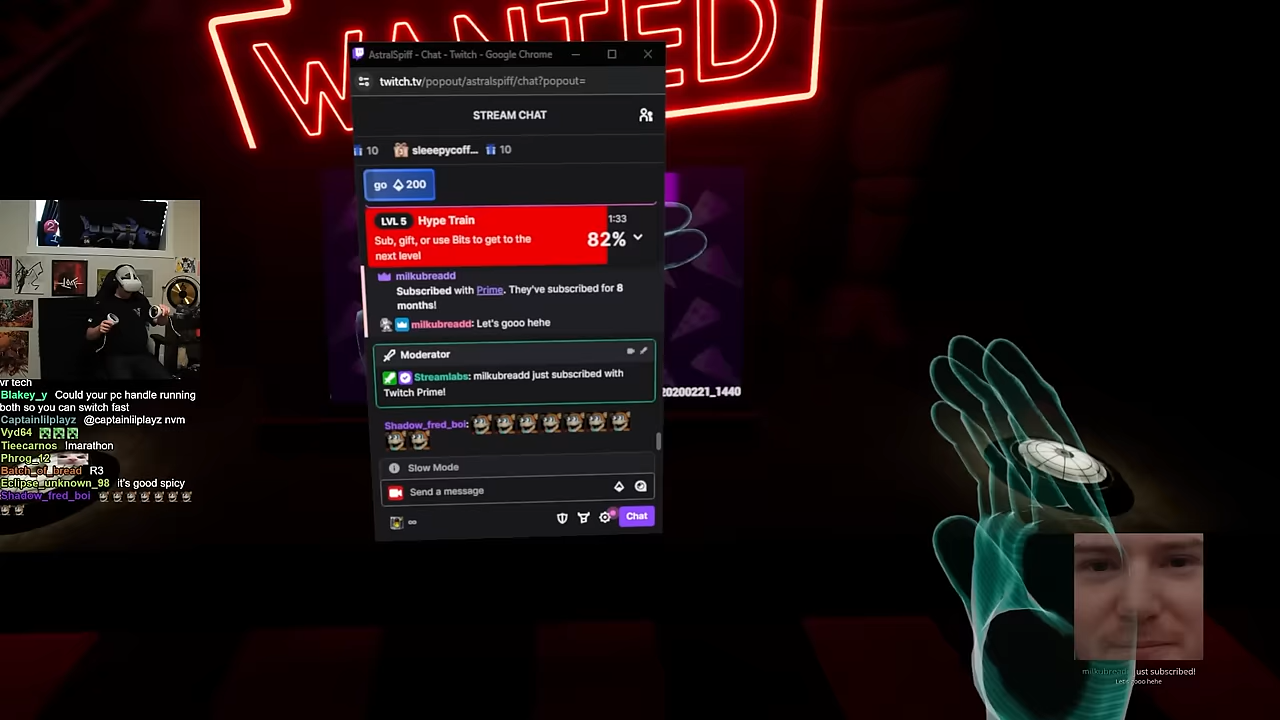 WANTED
AstralSpiff - Chat - Twitch - Google Chrome
twitch.tv/popout/astralspiff/chat?popout=
STREAM CHAT
10 sleeepycoff... 10
go 200
LVL 5 Hype Train 1:33
Sub, gift, or use Bits to get to the
next level
82%
milkubreadd
Subscribed with Prime. They've subscribed for 8
months!
milkubreadd: Let's gooo hehe
Moderator
Streamlabs: milkubreadd just subscribed with
Twitch Prime!
Shadow_fred_boi:
Slow Mode
Send a message
∞
Chat
20200221_1440
vr tech
Blakey_y Could your pc handle running
both so you can switch fast
Captainlilplayz @captainlilplayz nvm
Vyd64
Tieecarnos !marathon
Phrog_12
Batch_of_bread R3
Eclipse_unknown_98 it's good spicy
Shadow_fred_boi
milkubreadd just subscribed!
Let's gooo hehe